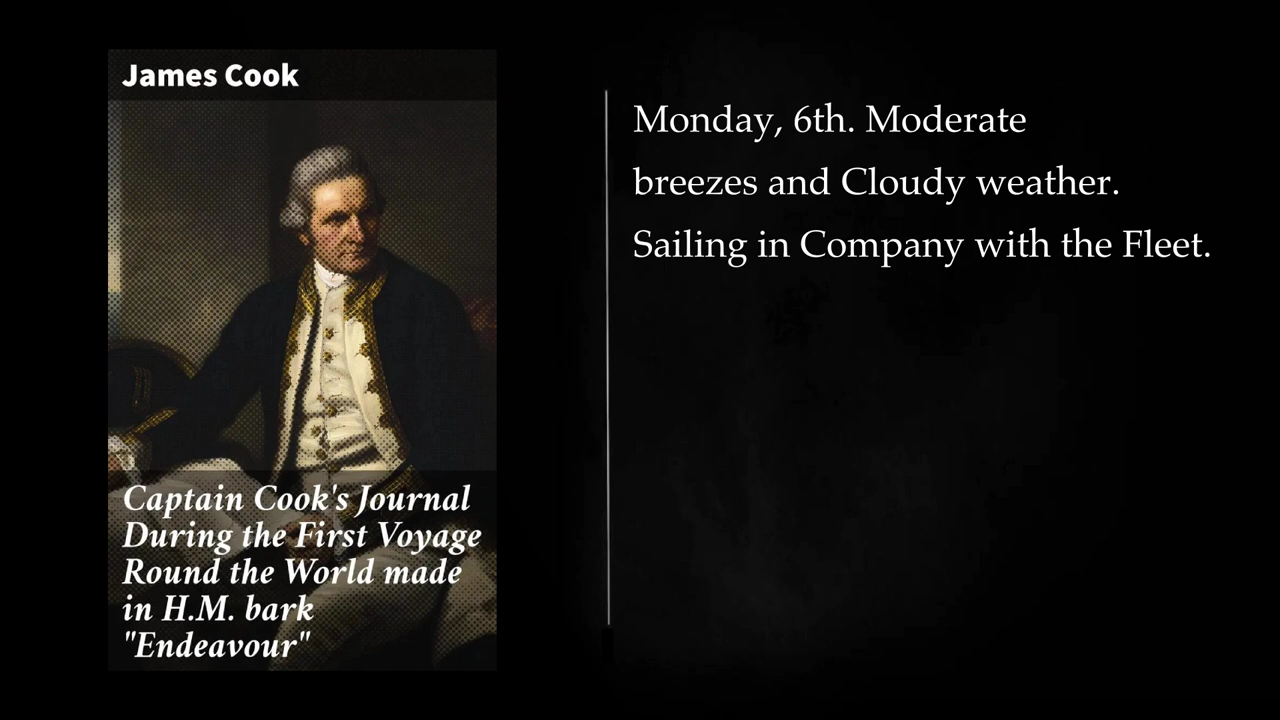 James Cook
Captain Cook's Journal
During the First Voyage
Round the World made
in H.M. bark
"Endeavour"
Monday, 6th. Moderate
breezes and Cloudy weather.
Sailing in Company with the Fleet.